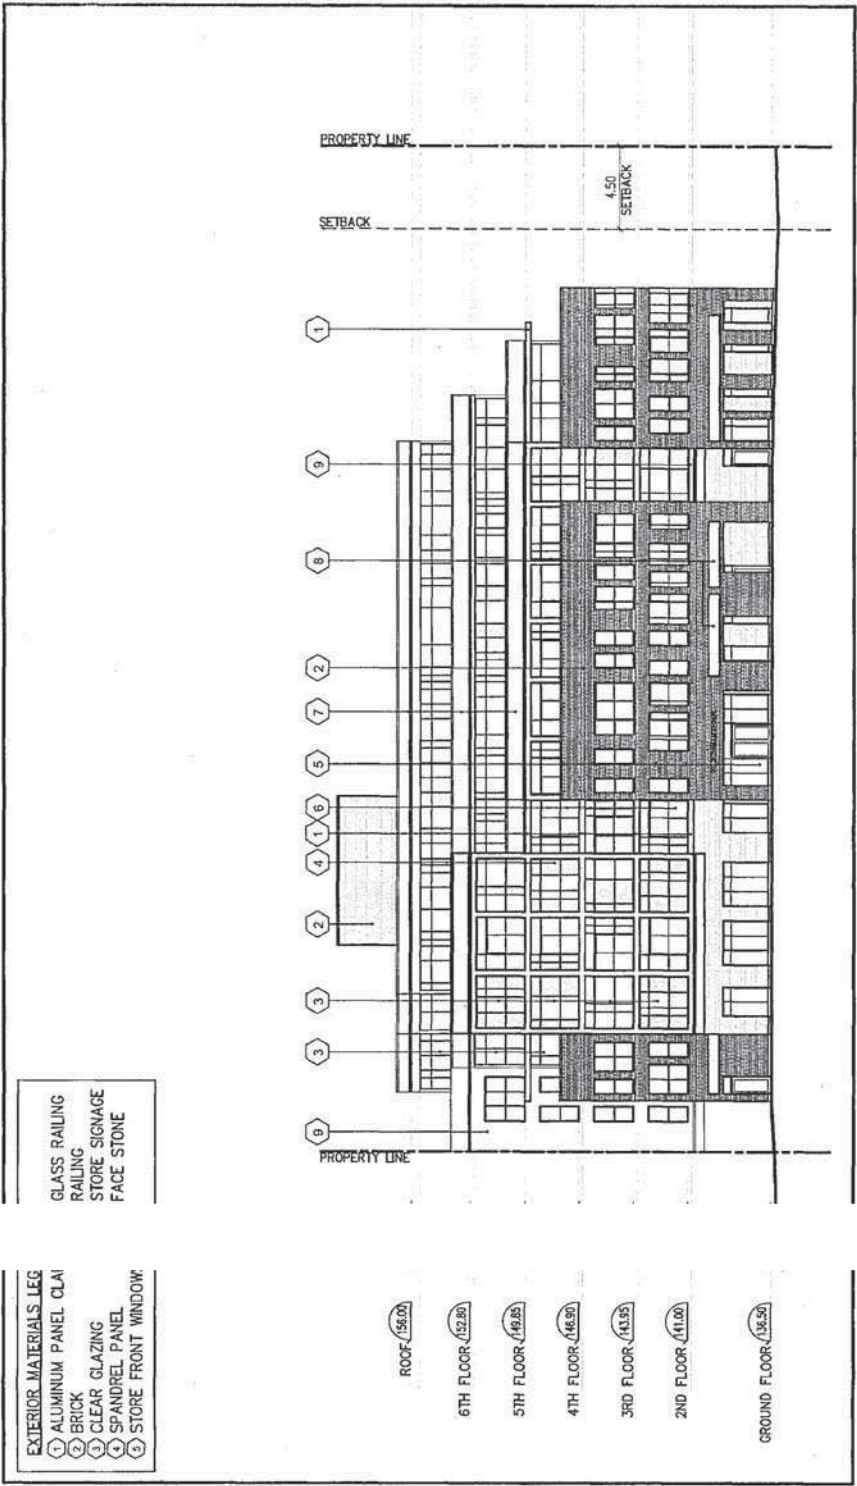 EXTERIOR MATERIALS LEG
1 ALUMINUM PANEL CLA
2 BRICK
3 CLEAR GLAZING
4 SPANDREL PANEL
5 STORE FRONT WINDOW
GLASS RAILING
RAILING
STORE SIGNAGE
FACE STONE
PROPERTY LINE
9
3
3
2
4
1
6
5
7
2
8
9
1
SETBACK
PROPERTY LINE
ROOF 156.00
6TH FLOOR 152.80
5TH FLOOR 149.85
4TH FLOOR 146.90
3RD FLOOR 143.95
2ND FLOOR 141.00
GROUND FLOOR 136.50
4.50
SETBACK